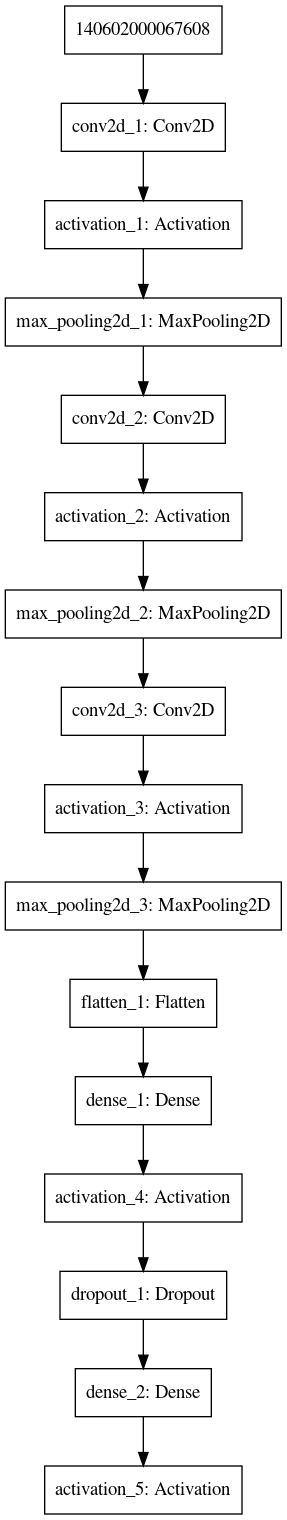 140602000067608
conv2d_1: Conv2D
activation_1: Activation
max_pooling2d_1: MaxPooling2D
conv2d_2: Conv2D
activation_2: Activation
max_pooling2d_2: MaxPooling2D
conv2d_3: Conv2D
activation_3: Activation
max_pooling2d_3: MaxPooling2D
flatten_1: Flatten
dense_1: Dense
activation_4: Activation
dropout_1: Dropout
dense_2: Dense
activation_5: Activation